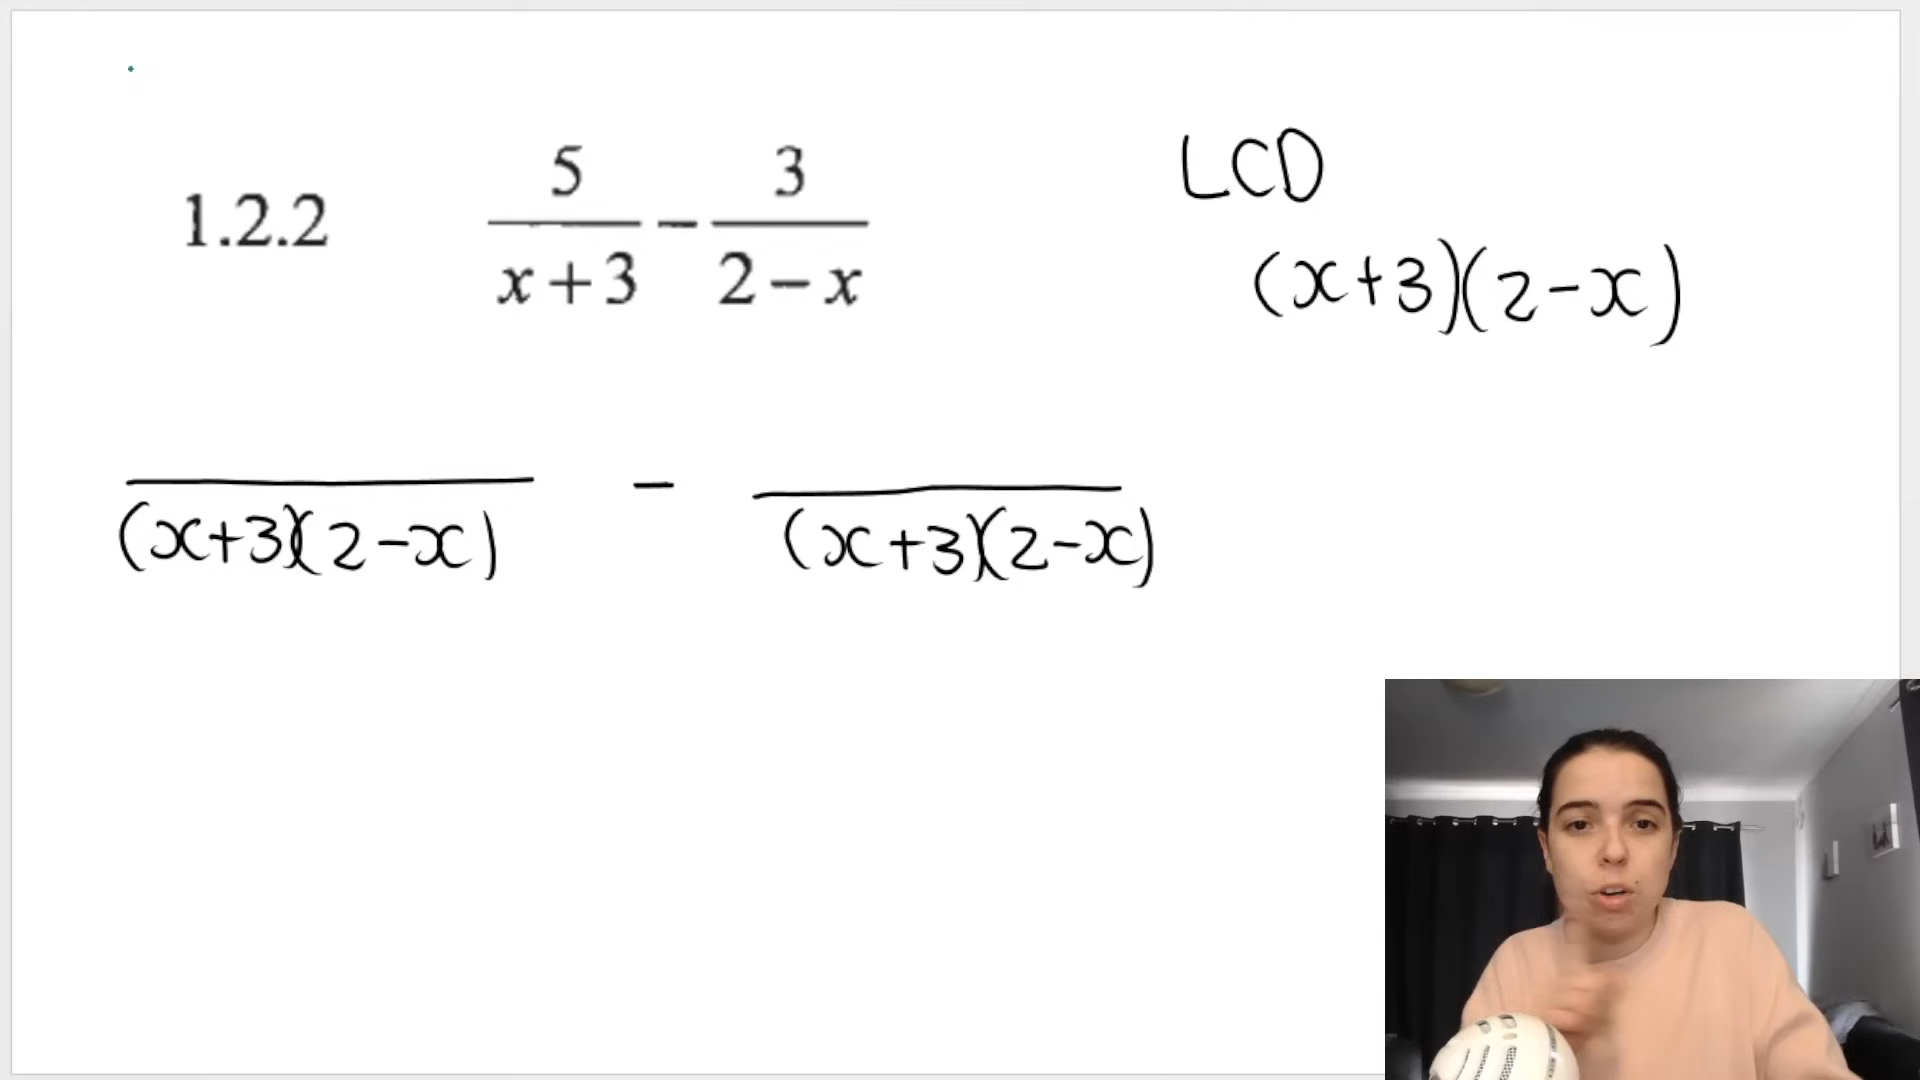 1.2.2 5/(x+3) − 3/(2−x)
LCD
(x+3)(2-x)
/(x+3)(2-x) - /(x+3)(2-x)